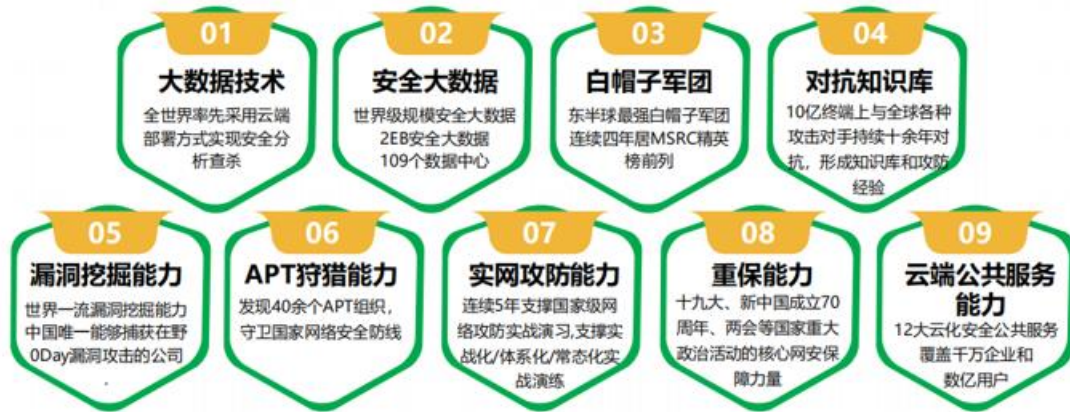 01
大数据技术
全世界率先采用云端
部署方式实现安全分
析查杀
02
安全大数据
世界级规模安全大数据
2EB安全大数据
109个数据中心
03
白帽子军团
东半球最强白帽子军团
连续四年居MSRC精英
榜前列
04
对抗知识库
10亿终端上与全球各种
攻击对手持续十余年对
抗，形成知识库和攻防
经验
05
漏洞挖掘能力
世界一流漏洞挖掘能力
中国唯一能够捕获在野
0Day漏洞攻击的公司
.
06
APT狩猎能力
发现40余个APT组织，
守卫国家网络安全防线
07
实网攻防能力
连续5年支撑国家级网
络攻防实战演习,支撑实
战化/体系化/常态化实
战演练
08
重保能力
十九大、新中国成立70
周年、两会等国家重大
政治活动的核心网安保
障力量
09
云端公共服务
能力
12大云化安全公共服务
覆盖千万企业和
数亿用户